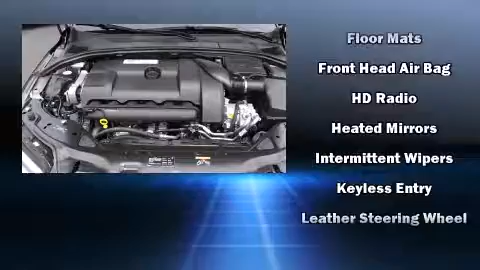 Floor Mats
Front Head Air Bag
HD Radio
Heated Mirrors
Intermittent Wipers
Keyless Entry
Leather Steering Wheel